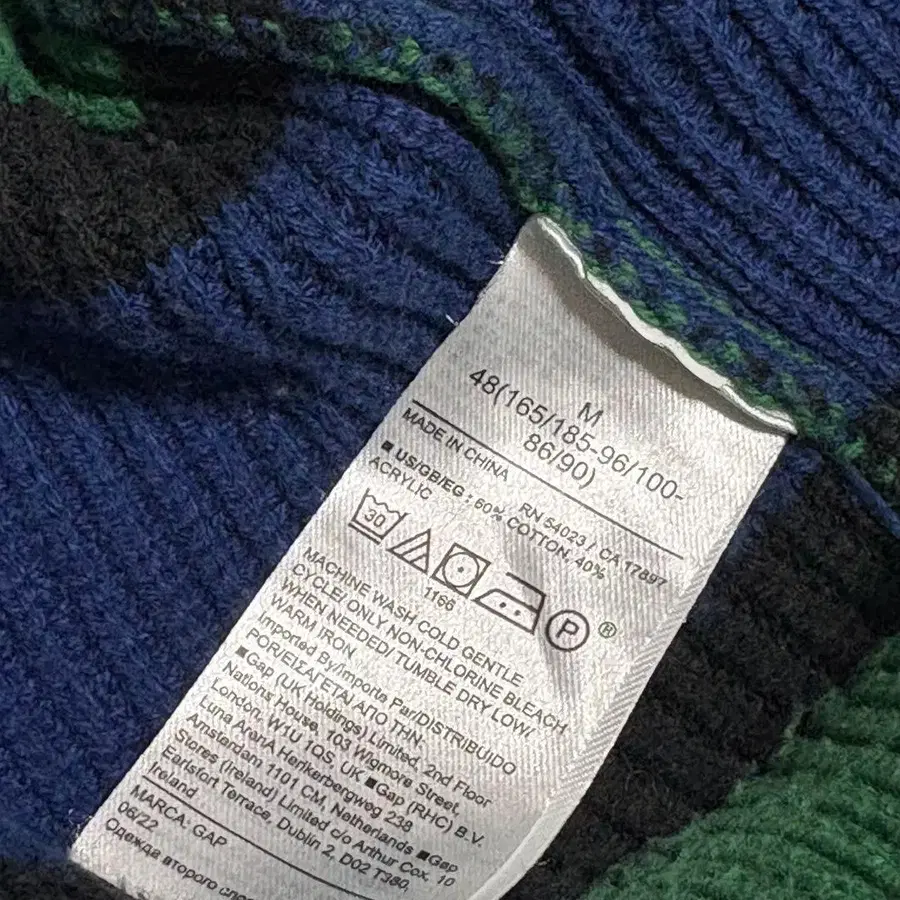 M
48(165/185-96/100-
86/90)
MADE IN CHINA
RN 54023 / CA 17897
■ US/GB/EG : 60% COTTON, 40%
ACRYLIC
30
P ®
1166
MACHINE WASH COLD GENTLE
CYCLE/ ONLY NON-CHLORINE BLEACH
WHEN NEEDED/ TUMBLE DRY LOW/
WARM IRON
Imported By/Importe Par/DISTRIBUIDO
POR/ΕΙΣΑΓΕΤΑΙ ΑΠΟ ΤΗΝ:
■Gap (UK Holdings) Limited, 2nd Floor
Nations House, 103 Wigmore Street,
London, W1U 1QS, UK ■Gap (RHC) B.V.
Luna ArenA Herikerbergweg 238
Amsterdam 1101 CM, Netherlands ■Gap
Stores (Ireland) Limited c/o Arthur Cox, 10
Earlsfort Terrace, Dublin 2, D02 T380,
Ireland
MARCA: GAP
06/22
Одежда второго